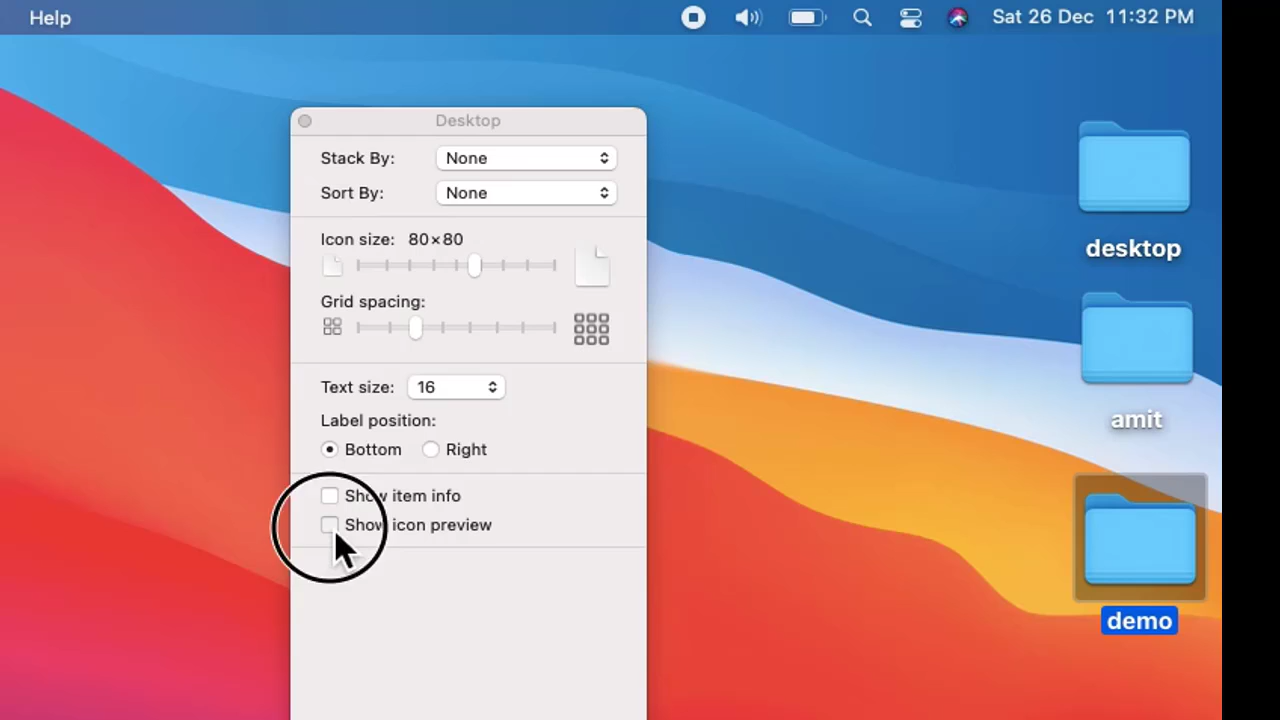 Help
Sat 26 Dec 11:32 PM
Desktop
Stack By: None
Sort By: None
Icon size: 80×80
Grid spacing:
Text size: 16
Label position:
Bottom Right
Show item info
Show icon preview
desktop
amit
demo